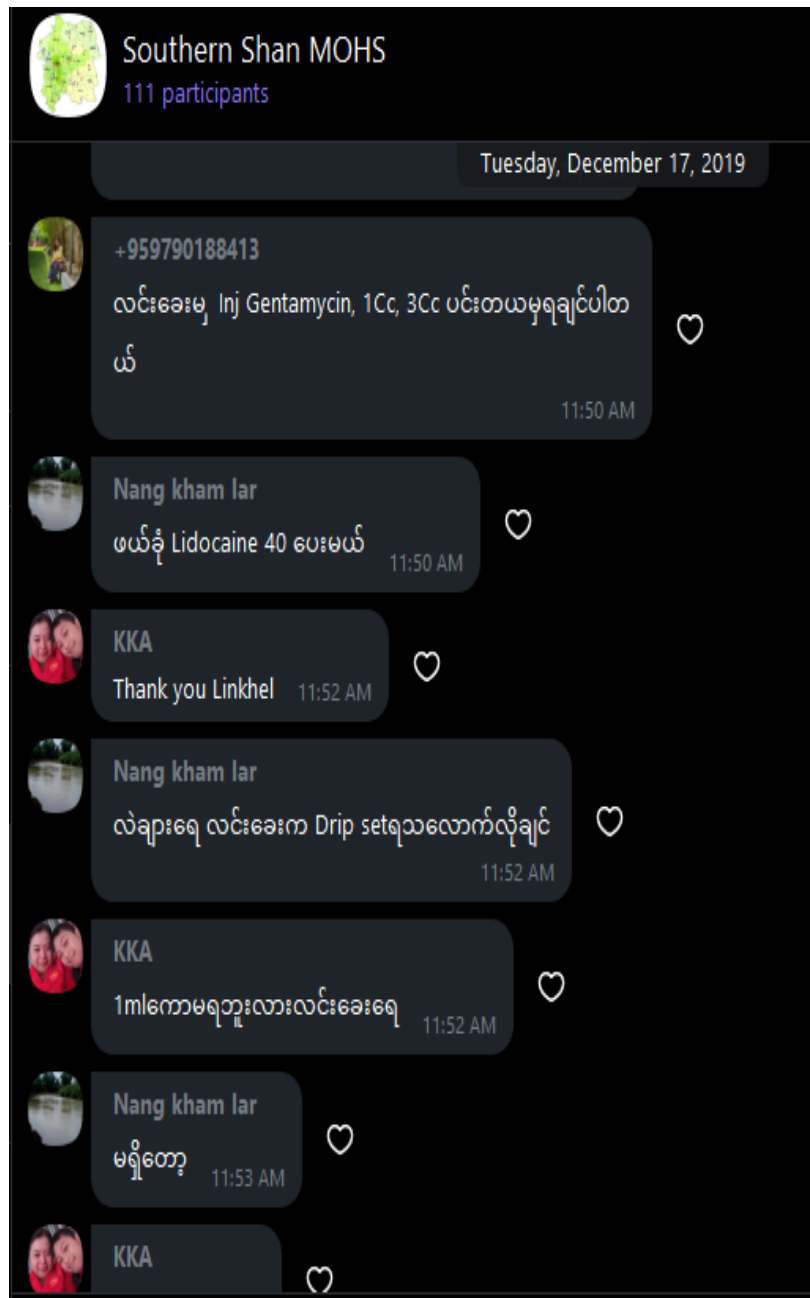 Southern Shan MOHS
111 participants
Tuesday, December 17, 2019
+959790188413
လင်းခေးမှ Inj Gentamycin, 1Cc, 3Cc ပင်းတယမှရချင်ပါတ
ယ်
11:50 AM
Nang kham lar
ဖယ်ခုံ Lidocaine 40 ပေးမယ်
11:50 AM
KKA
Thank you Linkhel 11:52 AM
Nang kham lar
လဲချားရေ လင်းခေးက Drip setရသလောက်လိုချင်
11:52 AM
KKA
1mlကောမရဘူးလားလင်းခေးရေ
11:52 AM
Nang kham lar
မရှိတော့
11:53 AM
KKA